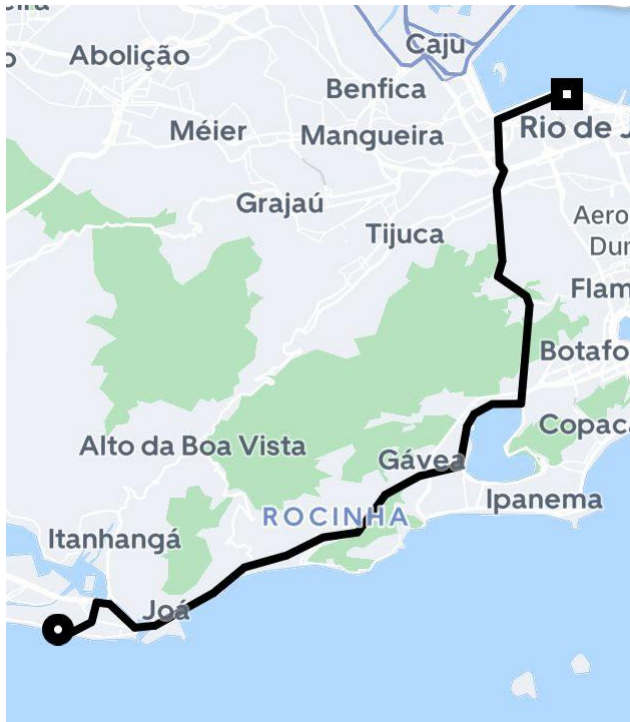 Caju
Abolição
Benfica
Méier
Mangueira
Rio de J
Grajaú
Tijuca
Aero
Dur
Flam
Botafo
Copaca
Alto da Boa Vista
Gávea
Ipanema
ROCINHA
Itanhangá
Joá